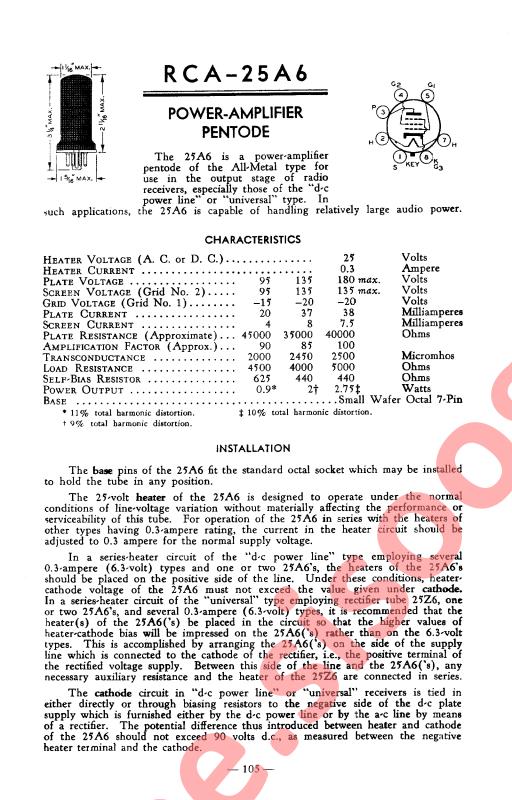 RCA-25A6
POWER-AMPLIFIER
PENTODE
1 5/16" MAX.
3 1/4" MAX.
2 11/16" MAX.
1 5/16" MAX.
G2
G1
P
3
4
5
H
2
7
H
1
8
S
KEY
K
G3
The 25A6 is a power-amplifier
pentode of the All-Metal type for
use in the output stage of radio
receivers, especially those of the "d-c
power line" or "universal" type. In
such applications, the 25A6 is capable of handling relatively large audio power.
CHARACTERISTICS
HEATER VOLTAGE (A. C. or D. C.).............. 25 Volts
HEATER CURRENT ............................ 0.3 Ampere
PLATE VOLTAGE ................. 95 135 180 max. Volts
SCREEN VOLTAGE (Grid No. 2)..... 95 135 135 max. Volts
GRID VOLTAGE (Grid No. 1)........ −15 −20 −20 Volts
PLATE CURRENT ................ 20 37 38 Milliamperes
SCREEN CURRENT ............... 4 8 7.5 Milliamperes
PLATE RESISTANCE (Approximate)... 45000 35000 40000 Ohms
AMPLIFICATION FACTOR (Approx.)... 90 85 100
TRANSCONDUCTANCE ............. 2000 2450 2500 Micromhos
LOAD RESISTANCE ............... 4500 4000 5000 Ohms
SELF-BIAS RESISTOR .............. 625 440 440 Ohms
POWER OUTPUT ................. 0.9* 2† 2.75‡ Watts
BASE ..........................................Small Wafer Octal 7-Pin
* 11% total harmonic distortion. ‡ 10% total harmonic distortion.
† 9% total harmonic distortion.
INSTALLATION
The base pins of the 25A6 fit the standard octal socket which may be installed
to hold the tube in any position.
The 25-volt heater of the 25A6 is designed to operate under the normal
conditions of line-voltage variation without materially affecting the performance or
serviceability of this tube. For operation of the 25A6 in series with the heaters of
other types having 0.3-ampere rating, the current in the heater circuit should be
adjusted to 0.3 ampere for the normal supply voltage.
In a series-heater circuit of the "d-c power line" type employing several
0.3-ampere (6.3-volt) types and one or two 25A6's, the heaters of the 25A6's
should be placed on the positive side of the line. Under these conditions, heater-
cathode voltage of the 25A6 must not exceed the value given under cathode.
In a series-heater circuit of the "universal" type employing rectifier tube 25Z6, one
or two 25A6's, and several 0.3-ampere (6.3-volt) types, it is recommended that the
heater(s) of the 25A6('s) be placed in the circuit so that the higher values of
heater-cathode bias will be impressed on the 25A6('s) rather than on the 6.3-volt
types. This is accomplished by arranging the 25A6('s) on the side of the supply
line which is connected to the cathode of the rectifier, i.e., the positive terminal of
the rectified voltage supply. Between this side of the line and the 25A6('s), any
necessary auxiliary resistance and the heater of the 25Z6 are connected in series.
The cathode circuit in "d-c power line" or "universal" receivers is tied in
either directly or through biasing resistors to the negative side of the d-c plate
supply which is furnished either by the d-c power line or by the a-c line by means
of a rectifier. The potential difference thus introduced between heater and cathode
of the 25A6 should not exceed 90 volts d.c., as measured between the negative
heater terminal and the cathode.
— 105 —